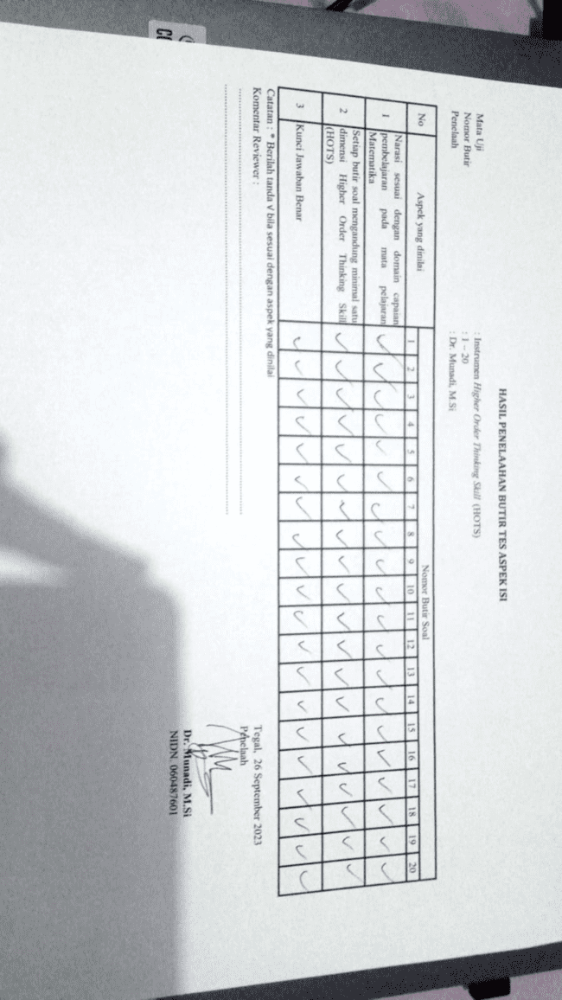 HASIL PENELAAHAN BUTIR TES ASPEK ISI
Mata Uji : Instrumen Higher Order Thinking Skill (HOTS)
Nomor Butir : 1 – 20
Penelaah : Dr. Munadi, M.Si
No Aspek yang dinilai Nomor Butir Soal
1 2 3 4 5 6 7 8 9 10 11 12 13 14 15 16 17 18 19 20
1 Narasi sesuai dengan domain capaian
pembelajaran pada mata pelajaran
Matematika
✓ ✓ ✓ ✓ ✓ ✓ ✓ ✓ ✓ ✓ ✓ ✓ ✓ ✓ ✓ ✓ ✓ ✓ ✓ ✓
2 Setiap butir soal mengandung minimal satu
dimensi Higher Order Thinking Skill
(HOTS)
✓ ✓ ✓ ✓ ✓ ✓ ✓ ✓ ✓ ✓ ✓ ✓ ✓ ✓ ✓ ✓ ✓ ✓ ✓ ✓
3 Kunci Jawaban Benar
✓ ✓ ✓ ✓ ✓ ✓ ✓ ✓ ✓ ✓ ✓ ✓ ✓ ✓ ✓ ✓ ✓ ✓ ✓ ✓
Catatan : * Berilah tanda √ bila sesuai dengan aspek yang dinilai
Komentar Reviewer :
Tegal, 26 September 2023
Penelaah
Dr. Munadi, M.Si
NIDN. 060487601